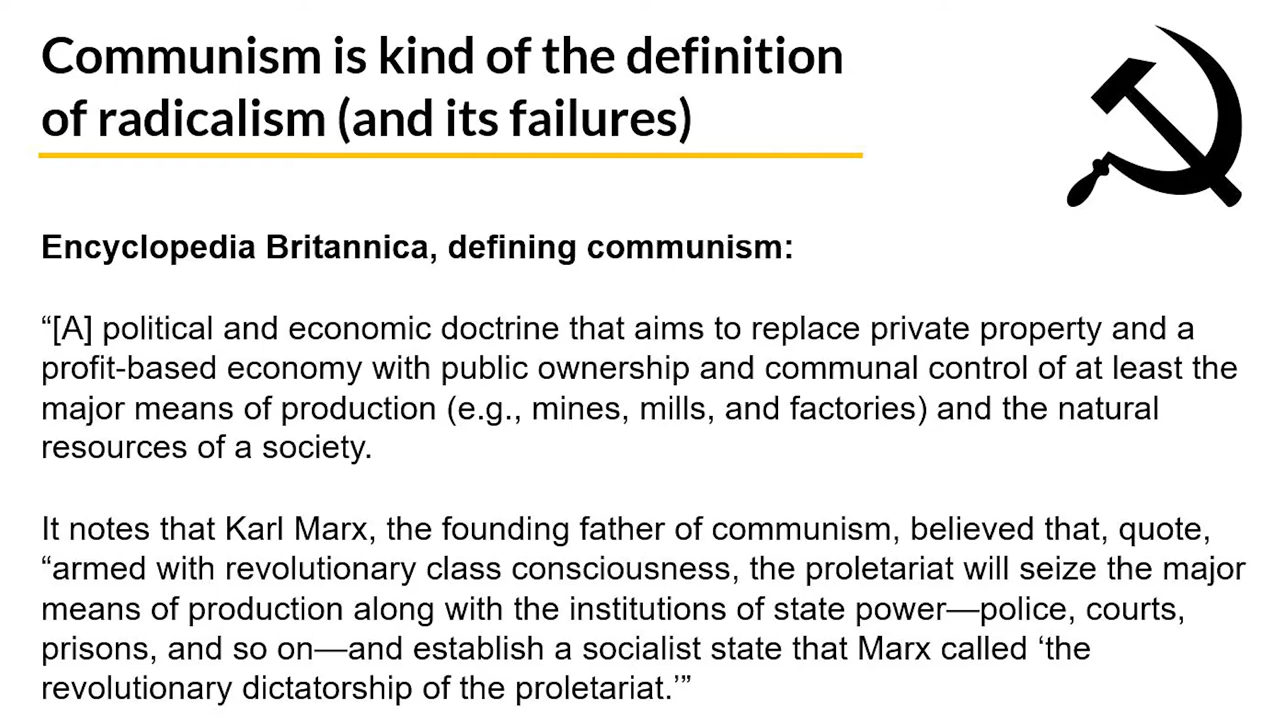 Communism is kind of the definition
of radicalism (and its failures)
Encyclopedia Britannica, defining communism:
“[A] political and economic doctrine that aims to replace private property and a
profit-based economy with public ownership and communal control of at least the
major means of production (e.g., mines, mills, and factories) and the natural
resources of a society.
It notes that Karl Marx, the founding father of communism, believed that, quote,
“armed with revolutionary class consciousness, the proletariat will seize the major
means of production along with the institutions of state power—police, courts,
prisons, and so on—and establish a socialist state that Marx called ‘the
revolutionary dictatorship of the proletariat.’”